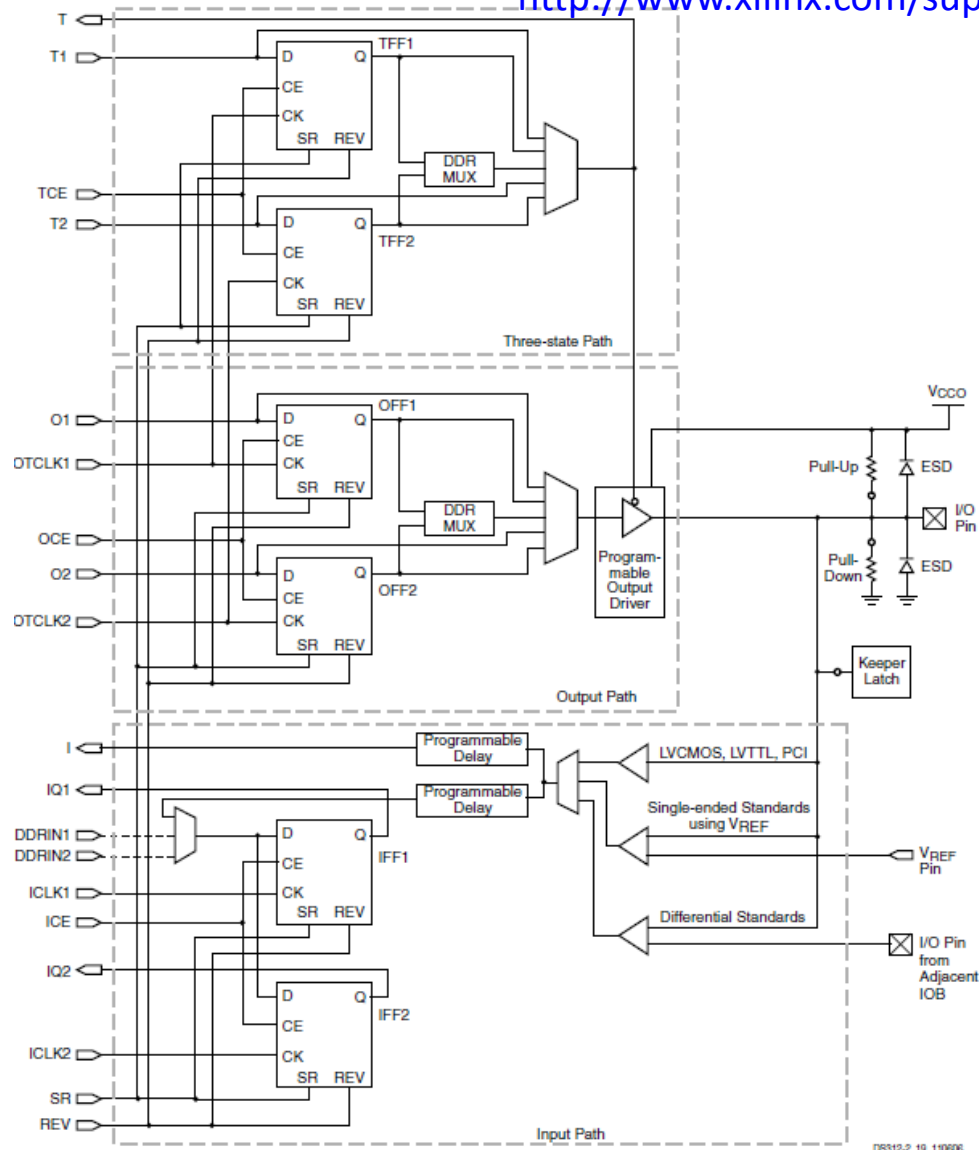 http://www.xilinx.com/sup
T
T1
D
Q
TFF1
CE
CK
SR REV
DDR
MUX
TCE
T2
D
Q
TFF2
CE
CK
SR REV
Three-state Path
O1
D
Q
OFF1
CE
OTCLK1
CK
SR REV
DDR
MUX
OCE
O2
D
Q
OFF2
CE
OTCLK2
CK
SR REV
Program-
mable
Output
Driver
Output Path
VCCO
Pull-Up
ESD
I/O
Pin
Pull-
Down
ESD
Keeper
Latch
I
Programmable
Delay
LVCMOS, LVTTL, PCI
IQ1
Programmable
Delay
Single-ended Standards
using VREF
DDRIN1
DDRIN2
D
Q
IFF1
CE
VREF
Pin
ICLK1
CK
ICE
SR REV
Differential Standards
I/O Pin
from
Adjacent
IOB
IQ2
D
Q
IFF2
CE
ICLK2
CK
SR REV
SR
REV
Input Path
DS312-2_19_110606